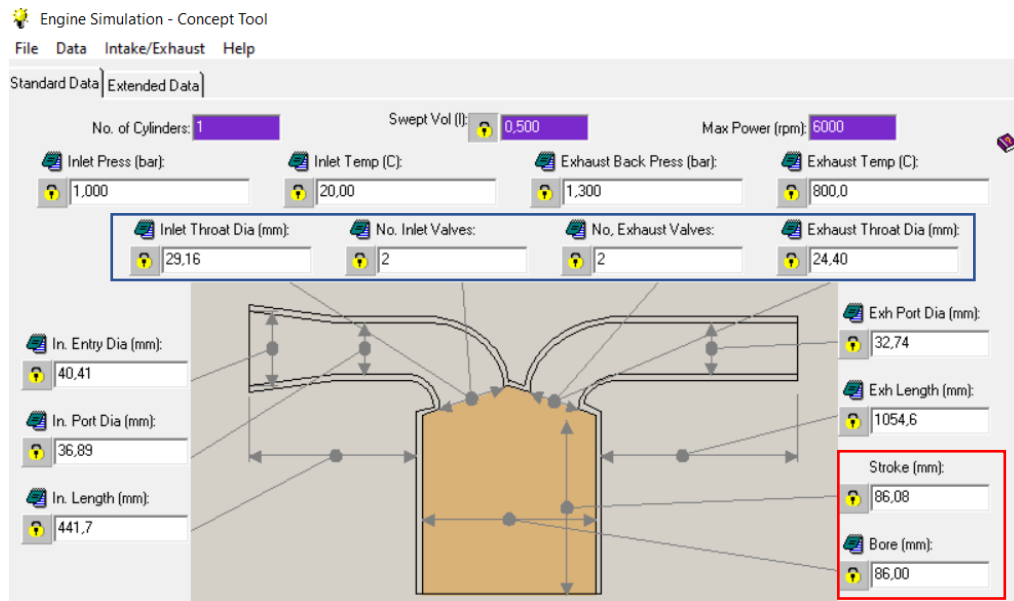 Engine Simulation - Concept Tool
File Data Intake/Exhaust Help
Standard Data Extended Data
No. of Cylinders: 1 Swept Vol (l): 0,500 Max Power (rpm): 6000
Inlet Press (bar): Inlet Temp (C): Exhaust Back Press (bar): Exhaust Temp (C):
1,000 20,00 1,300 800,0
Inlet Throat Dia (mm): No. Inlet Valves: No, Exhaust Valves: Exhaust Throat Dia (mm):
29,16 2 2 24,40
In. Entry Dia (mm):
40,41
In. Port Dia (mm):
36,89
In. Length (mm):
441,7
Exh Port Dia (mm):
32,74
Exh Length (mm):
1054,6
Stroke (mm):
86,08
Bore (mm):
86,00